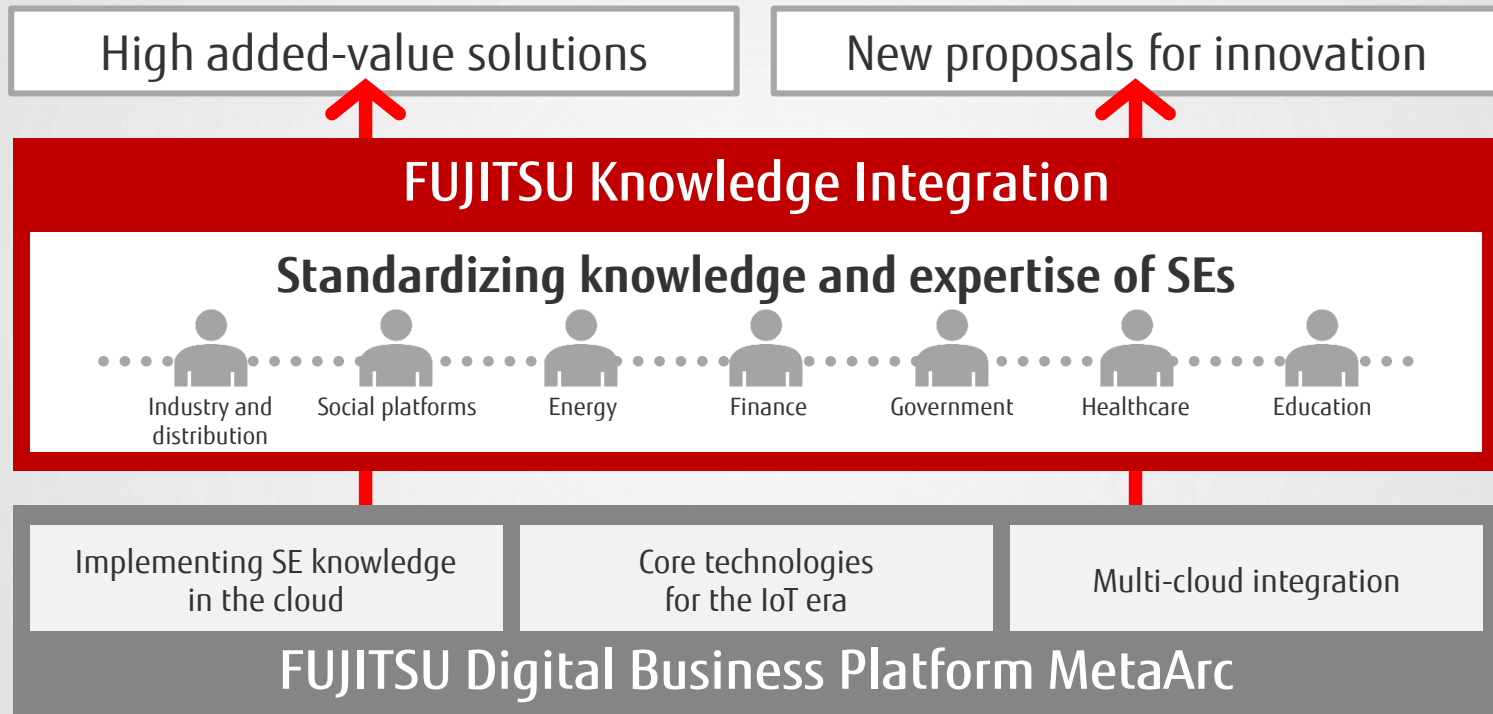 High added-value solutions
New proposals for innovation
FUJITSU Knowledge Integration
Standardizing knowledge and expertise of SEs
Industry and
distribution
Social platforms
Energy
Finance
Government
Healthcare
Education
Implementing SE knowledge
in the cloud
Core technologies
for the IoT era
Multi-cloud integration
FUJITSU Digital Business Platform MetaArc